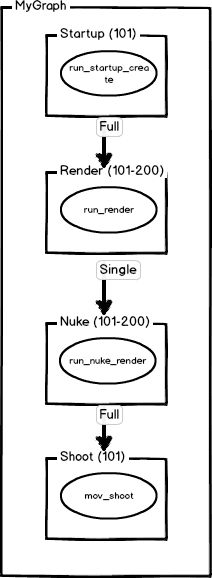 MyGraph
Startup (101)
run_startup_crea
te
Full
Render (101-200)
run_render
Single
Nuke (101-200)
run_nuke_render
Full
Shoot (101)
mov_shoot